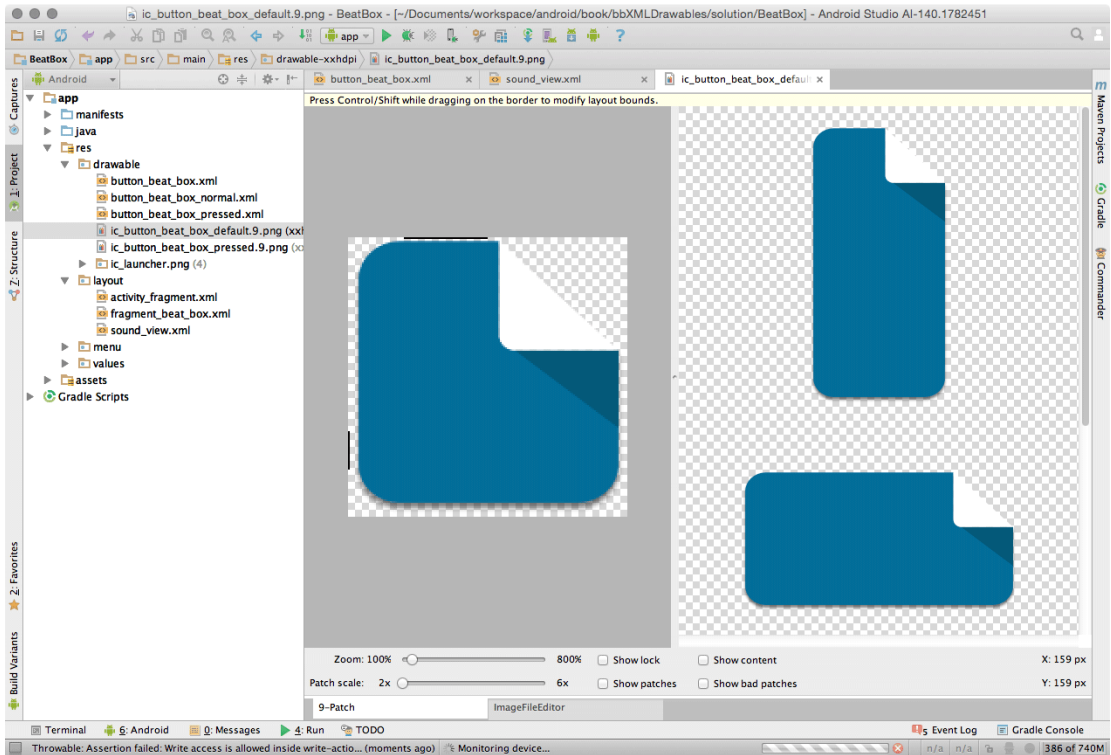 ic_button_beat_box_default.9.png - BeatBox - [~/Documents/workspace/android/book/bbXMLDrawables/solution/BeatBox] - Android Studio AI-140.1782451
app
BeatBox app src main res drawable-xxhdpi ic_button_beat_box_default.9.png
Android
button_beat_box.xml sound_view.xml ic_button_beat_box_defaul
Press Control/Shift while dragging on the border to modify layout bounds.
Captures
1: Project
Z: Structure
2: Favorites
Build Variants
app
manifests
java
res
drawable
button_beat_box.xml
button_beat_box_normal.xml
button_beat_box_pressed.xml
ic_button_beat_box_default.9.png (xxh
ic_button_beat_box_pressed.9.png (xx
ic_launcher.png (4)
layout
activity_fragment.xml
fragment_beat_box.xml
sound_view.xml
menu
values
assets
Gradle Scripts
m Maven Projects
Gradle
Commander
Zoom: 100% 800% Show lock Show content X: 159 px
Patch scale: 2x 6x Show patches Show bad patches Y: 159 px
9-Patch ImageFileEditor
Terminal 6: Android 0: Messages 4: Run TODO 5 Event Log Gradle Console
Throwable: Assertion failed: Write access is allowed inside write-actio... (moments ago) Monitoring device... n/a n/a 386 of 740M